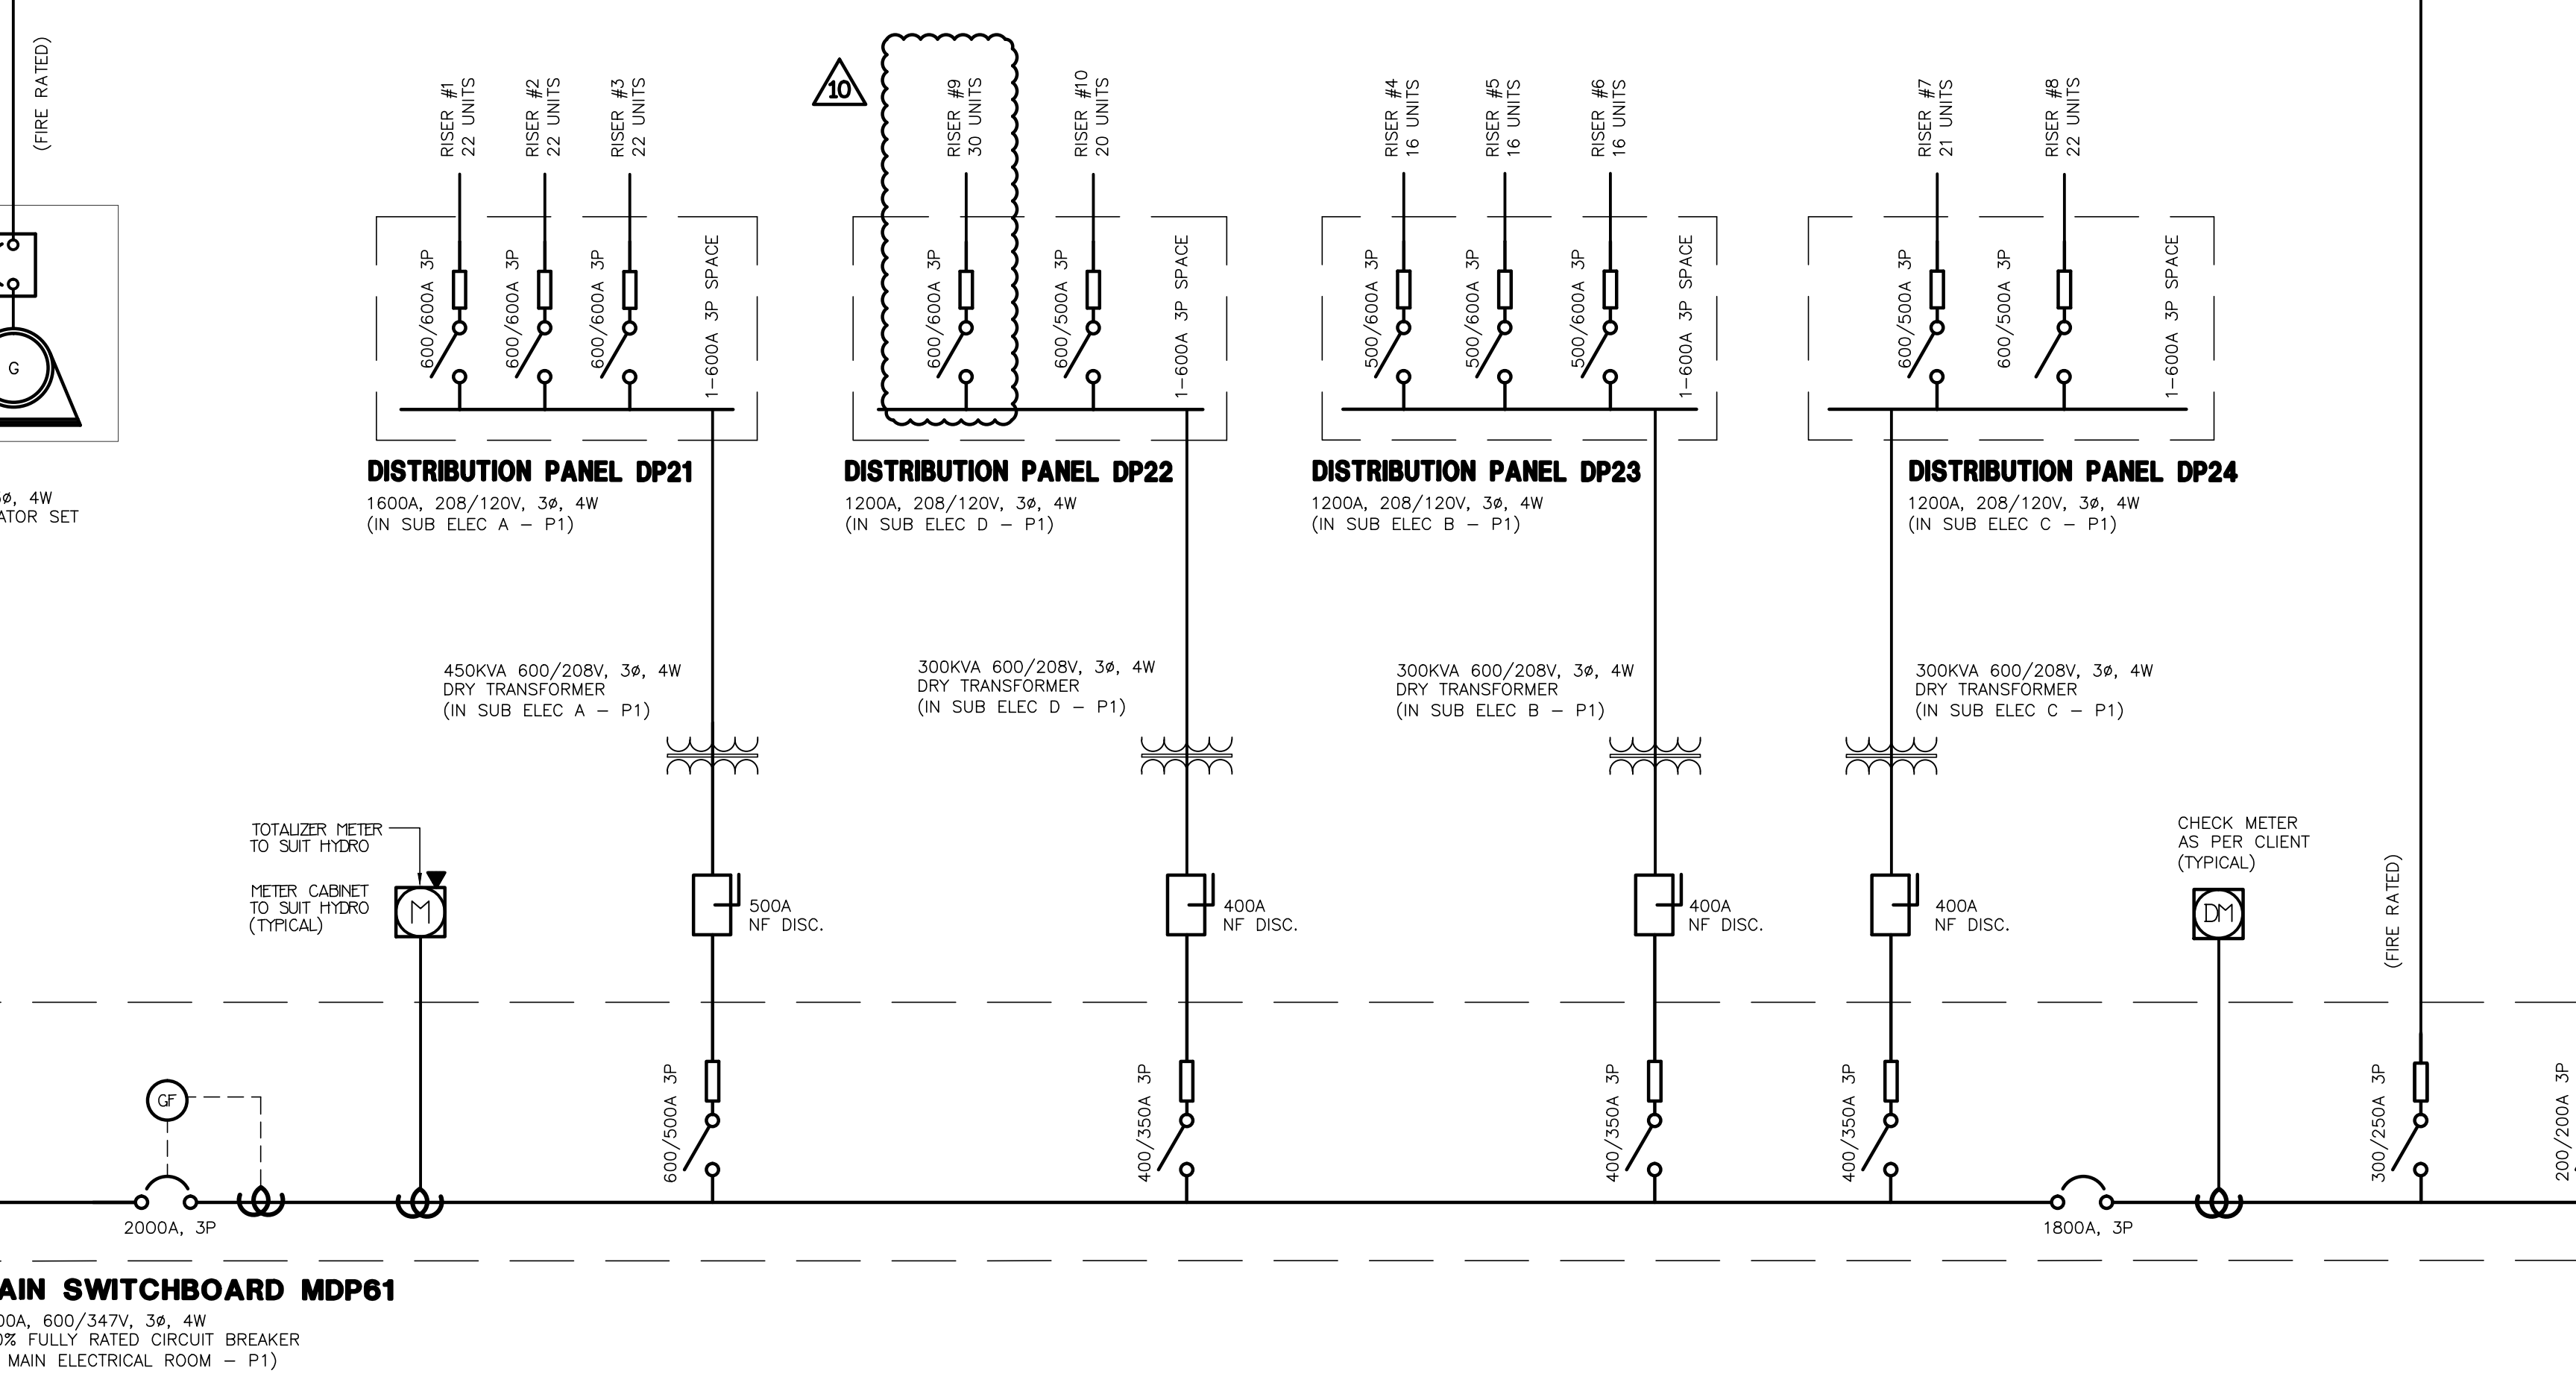 (FIRE RATED)
G
ø, 4W
ATOR SET
RISER #1
22 UNITS
RISER #2
22 UNITS
RISER #3
22 UNITS
600/600A 3P
600/600A 3P
600/600A 3P
1-600A 3P SPACE
DISTRIBUTION PANEL DP21
1600A, 208/120V, 3ø, 4W
(IN SUB ELEC A - P1)
10
RISER #9
30 UNITS
RISER #10
20 UNITS
600/600A 3P
600/500A 3P
1-600A 3P SPACE
DISTRIBUTION PANEL DP22
1200A, 208/120V, 3ø, 4W
(IN SUB ELEC D - P1)
RISER #4
16 UNITS
RISER #5
16 UNITS
RISER #6
16 UNITS
500/600A 3P
500/600A 3P
500/600A 3P
1-600A 3P SPACE
DISTRIBUTION PANEL DP23
1200A, 208/120V, 3ø, 4W
(IN SUB ELEC B - P1)
RISER #7
21 UNITS
RISER #8
22 UNITS
600/500A 3P
600/500A 3P
1-600A 3P SPACE
DISTRIBUTION PANEL DP24
1200A, 208/120V, 3ø, 4W
(IN SUB ELEC C - P1)
450KVA 600/208V, 3ø, 4W
DRY TRANSFORMER
(IN SUB ELEC A - P1)
300KVA 600/208V, 3ø, 4W
DRY TRANSFORMER
(IN SUB ELEC D - P1)
300KVA 600/208V, 3ø, 4W
DRY TRANSFORMER
(IN SUB ELEC B - P1)
300KVA 600/208V, 3ø, 4W
DRY TRANSFORMER
(IN SUB ELEC C - P1)
TOTALIZER METER
TO SUIT HYDRO
METER CABINET
TO SUIT HYDRO
(TYPICAL)
M
500A
NF DISC.
400A
NF DISC.
400A
NF DISC.
400A
NF DISC.
CHECK METER
AS PER CLIENT
(TYPICAL)
DM
(FIRE RATED)
GF
600/500A 3P
400/350A 3P
400/350A 3P
400/350A 3P
300/250A 3P
200/200A 3P
2000A, 3P
1800A, 3P
AIN SWITCHBOARD MDP61
00A, 600/347V, 3ø, 4W
0% FULLY RATED CIRCUIT BREAKER
MAIN ELECTRICAL ROOM - P1)